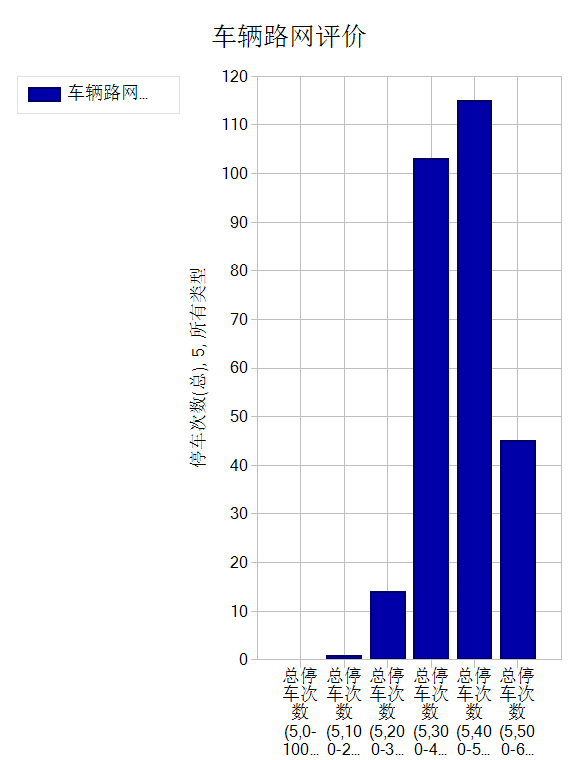 车辆路网评价
车辆路网...
120
110
100
90
80
70
60
50
40
30
20
10
0
停车次数(总), 5, 所有类型
总停
车次
数
(5,0-
100...
总停
车次
数
(5,10
0-2...
总停
车次
数
(5,20
0-3...
总停
车次
数
(5,30
0-4...
总停
车次
数
(5,40
0-5...
总停
车次
数
(5,50
0-6...